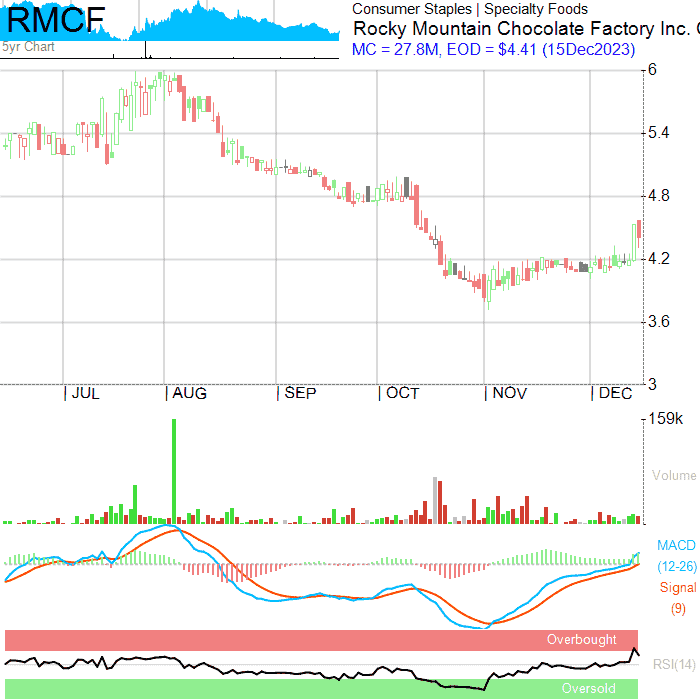 RMCF
5yr Chart
Consumer Staples | Specialty Foods
Rocky Mountain Chocolate Factory Inc. (
MC = 27.8M, EOD = $4.41 (15Dec2023)
6
5.4
4.8
4.2
3.6
3
JUL
AUG
SEP
OCT
NOV
DEC
159k
Volume
MACD
(12-26)
Signal
(9)
Overbought
RSI(14)
Oversold